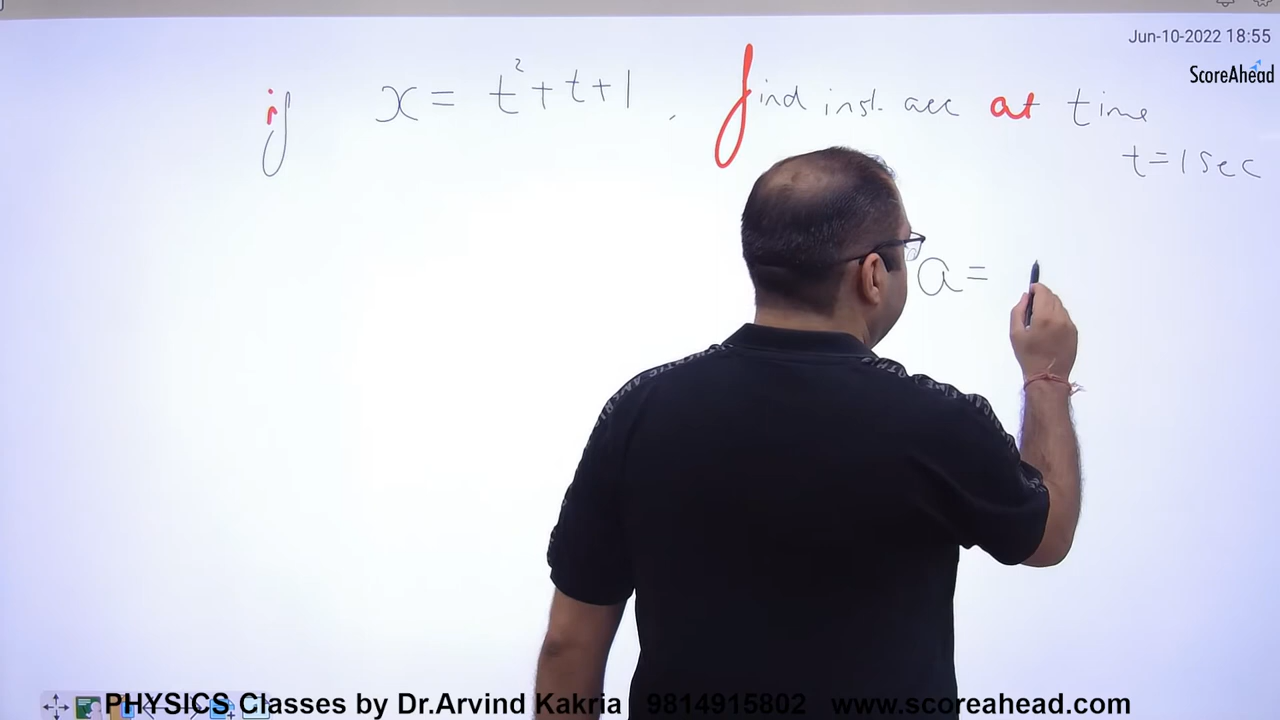 Jun-10-2022 18:55
ScoreAhead
if x = t² + t + 1, find inst. acc at time
t = 1 sec
a =
PHYSICS Classes by Dr.Arvind Kakria 9814915802 www.scoreahead.com